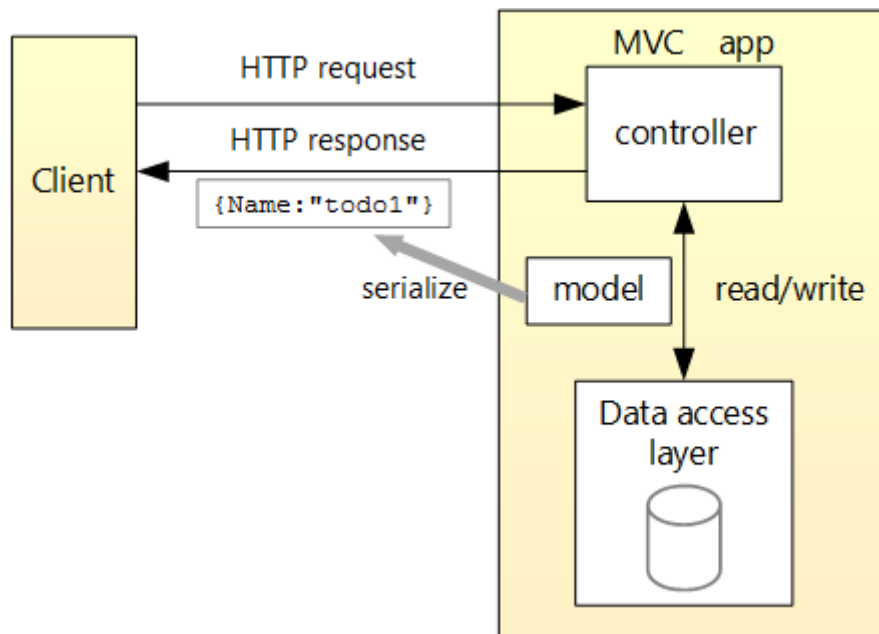 MVC app
HTTP request
controller
HTTP response
Client
{Name:"todo1"}
serialize
model
read/write
Data access
layer